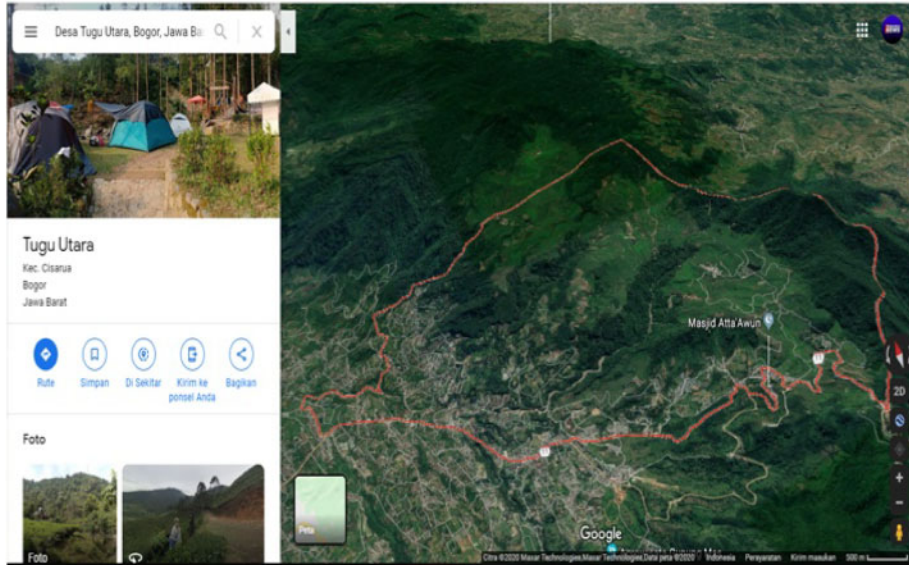 Desa Tugu Utara, Bogor, Jawa Ba
Tugu Utara
Kec. Cisarua
Bogor
Jawa Barat
Rute
Simpan
Di Sekitar
Kirim ke
ponsel Anda
Bagikan
Foto
Foto
Masjid Atta'Awun
2D
Peta
Google
Citra ©2020 Maxar Technologies,Maxar Technologies,Data peta ©2020
Indonesia
Persyaratan
Kirim masukan
500 m